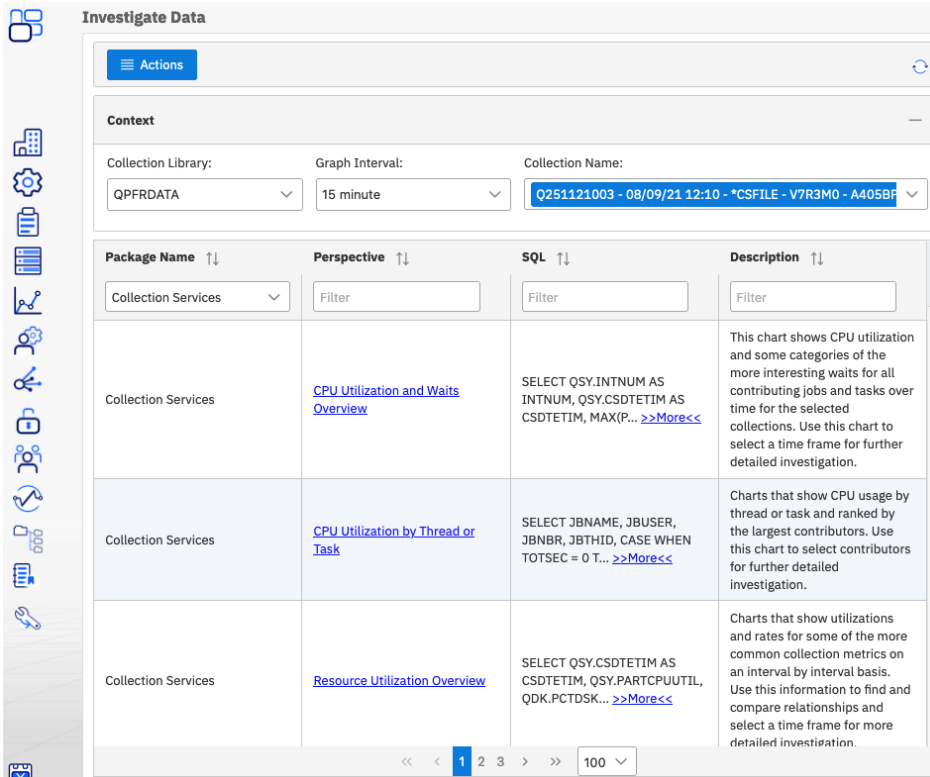 Investigate Data
Actions
Context
Collection Library:
Graph Interval:
Collection Name:
QPFRDATA
15 minute
Q251121003 - 08/09/21 12:10 - *CSFILE - V7R3M0 - A405BF
Package Name
Perspective
SQL
Description
Collection Services
Filter
Filter
Filter
Collection Services
CPU Utilization and Waits
Overview
SELECT QSY.INTNUM AS
INTNUM, QSY.CSDTETIM AS
CSDTETIM, MAX(P... >>More<<
This chart shows CPU utilization
and some categories of the
more interesting waits for all
contributing jobs and tasks over
time for the selected
collections. Use this chart to
select a time frame for further
detailed investigation.
Collection Services
CPU Utilization by Thread or
Task
SELECT JBNAME, JBUSER,
JBNBR, JBTHID, CASE WHEN
TOTSEC = 0 T... >>More<<
Charts that show CPU usage by
thread or task and ranked by
the largest contributors. Use
this chart to select contributors
for further detailed
investigation.
Collection Services
Resource Utilization Overview
SELECT QSY.CSDTETIM AS
CSDTETIM, QSY.PARTCPUUTIL,
QDK.PCTDSK... >>More<<
Charts that show utilizations
and rates for some of the more
common collection metrics on
an interval by interval basis.
Use this information to find and
compare relationships and
select a time frame for more
detailed investigation.
<< < 1 2 3 > >> 100